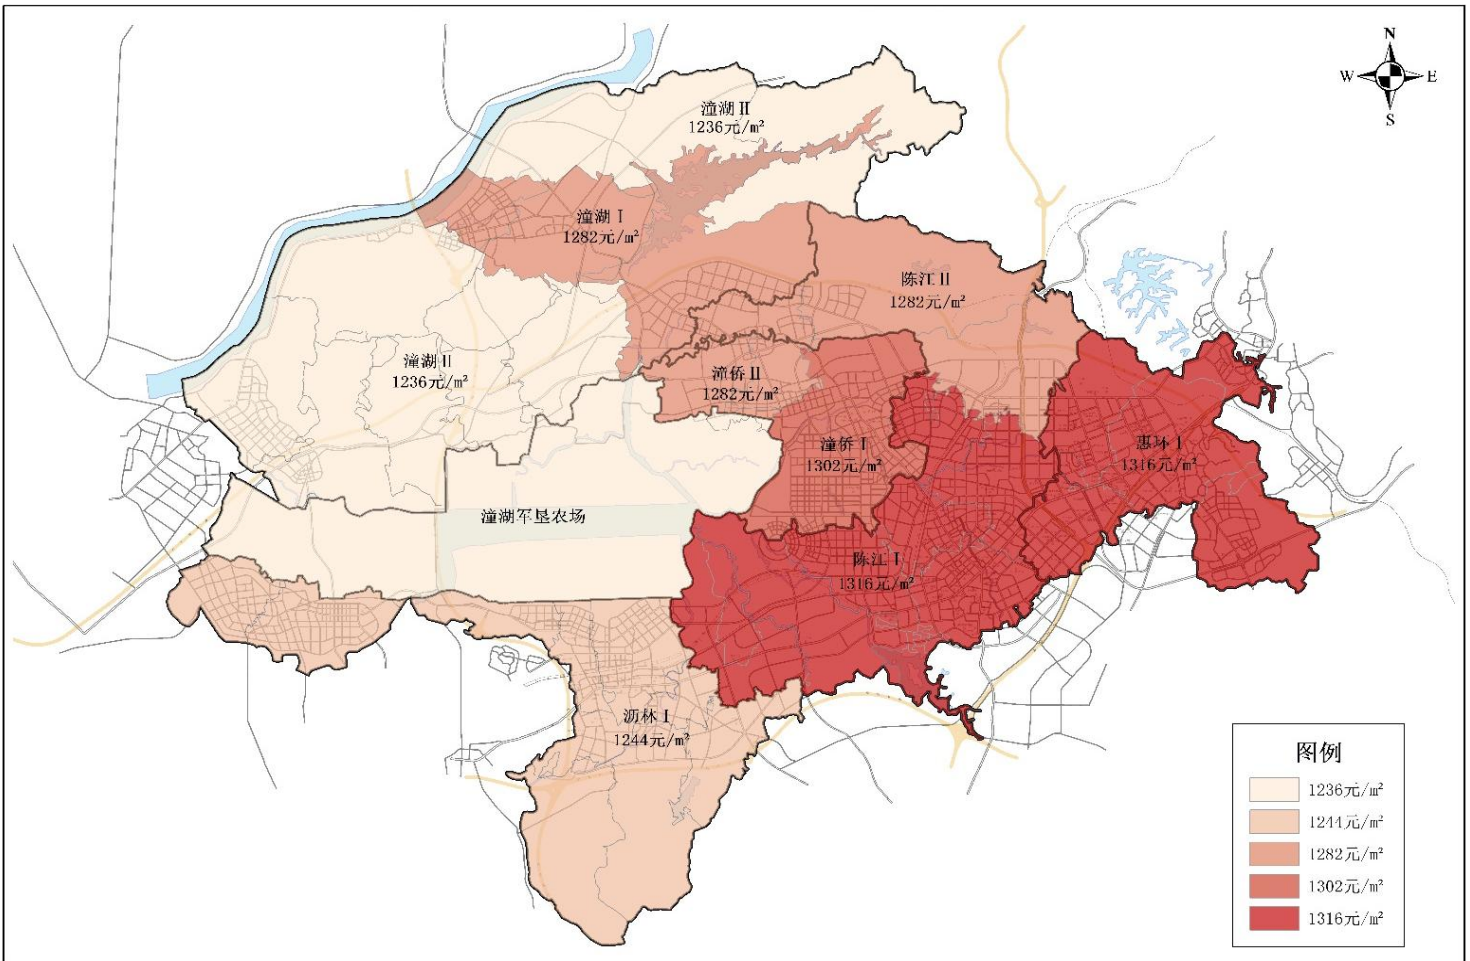 N
W
E
S
潼湖Ⅱ
1236元/m²
潼湖Ⅰ
1282元/m²
陈江Ⅱ
1282元/m²
潼湖Ⅱ
1236元/m²
潼侨Ⅱ
1282元/m²
潼侨Ⅰ
1302元/m²
惠环Ⅰ
1316元/m²
潼湖军垦农场
陈江Ⅰ
1316元/m²
沥林Ⅰ
1244元/m²
图例
1236元/m²
1244元/m²
1282元/m²
1302元/m²
1316元/m²